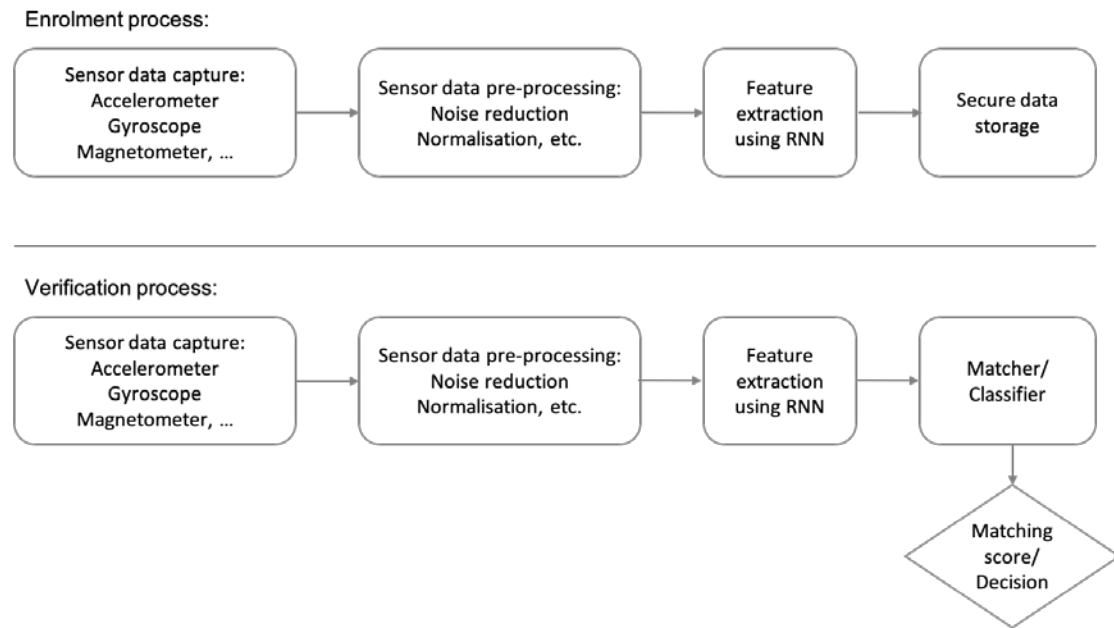 Enrolment process:
Sensor data capture:
Accelerometer
Gyroscope
Magnetometer, ...
Sensor data pre-processing:
Noise reduction
Normalisation, etc.
Feature
extraction
using RNN
Secure data
storage
Verification process:
Sensor data capture:
Accelerometer
Gyroscope
Magnetometer, ...
Sensor data pre-processing:
Noise reduction
Normalisation, etc.
Feature
extraction
using RNN
Matcher/
Classifier
Matching
score/
Decision